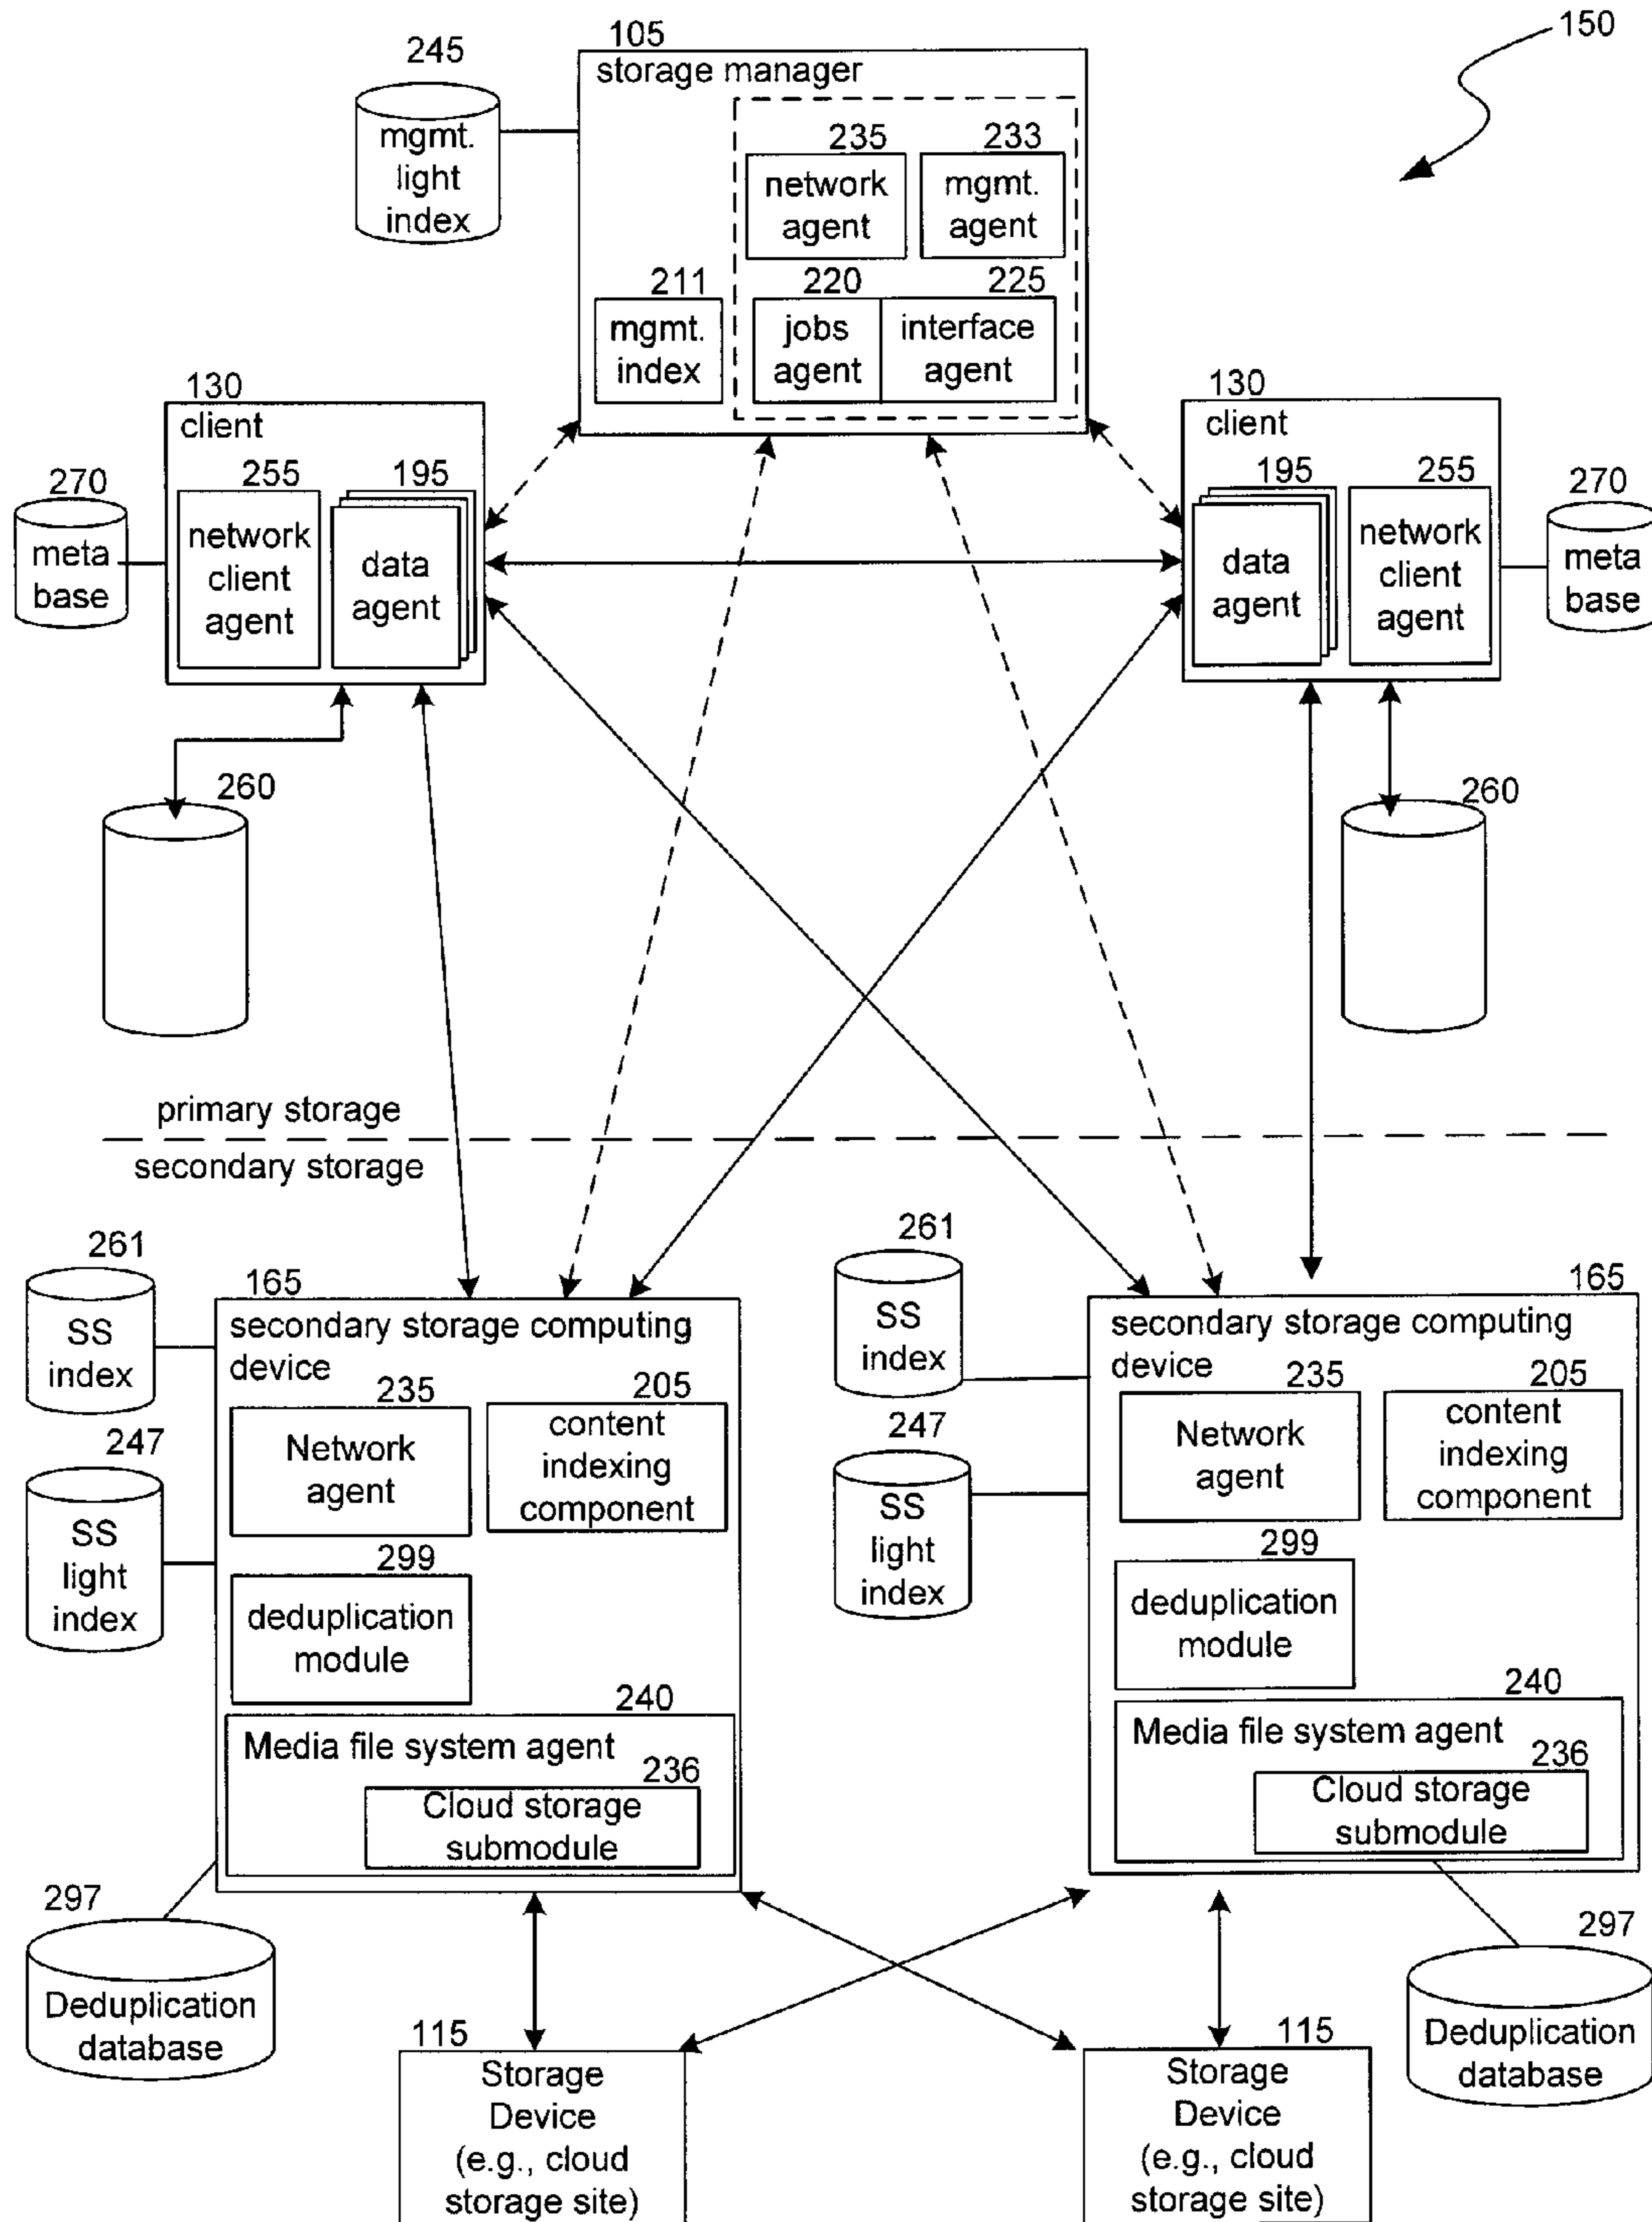 150
105
245
storage manager
mgmt.
light
index
235
233
network
agent
mgmt.
agent
211
220
225
mgmt.
index
jobs
agent
interface
agent
130
client
130
client
270
255
195
195
255
270
meta
base
network
client
agent
data
agent
data
agent
network
client
agent
meta
base
260
260
primary storage
secondary storage
261
SS
index
165
secondary storage computing
device
247
SS
light
index
235
Network
agent
205
content
indexing
component
299
deduplication
module
240
Media file system agent
236
Cloud storage
submodule
297
Deduplication
database
261
SS
index
165
secondary storage computing
device
247
SS
light
index
235
Network
agent
205
content
indexing
component
299
deduplication
module
240
Media file system agent
236
Cloud storage
submodule
297
Deduplication
database
115
Storage
Device
(e.g., cloud
storage site)
115
Storage
Device
(e.g., cloud
storage site)